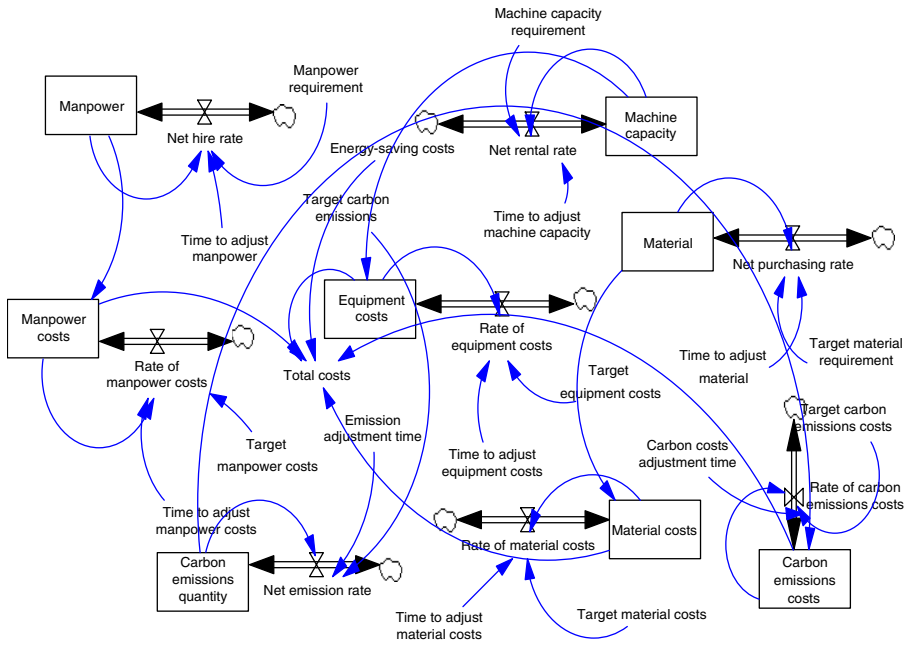 Machine capacity
requirement
Manpower
requirement
Manpower
Net hire rate
Machine
capacity
Energy-saving costs
Net rental rate
Target carbon
emissions
Time to adjust
machine capacity
Time to adjust
manpower
Material
Net purchasing rate
Manpower
costs
Equipment
costs
Rate of
manpower costs
Rate of
equipment costs
Total costs
Target
equipment costs
Time to adjust
material
Target material
requirement
Emission
adjustment time
Target
manpower costs
Time to adjust
equipment costs
Carbon costs
adjustment time
Target carbon
emissions costs
Rate of carbon
emissions costs
Time to adjust
manpower costs
Rate of material costs
Material costs
Carbon
emissions
quantity
Net emission rate
Carbon
emissions
costs
Time to adjust
material costs
Target material costs